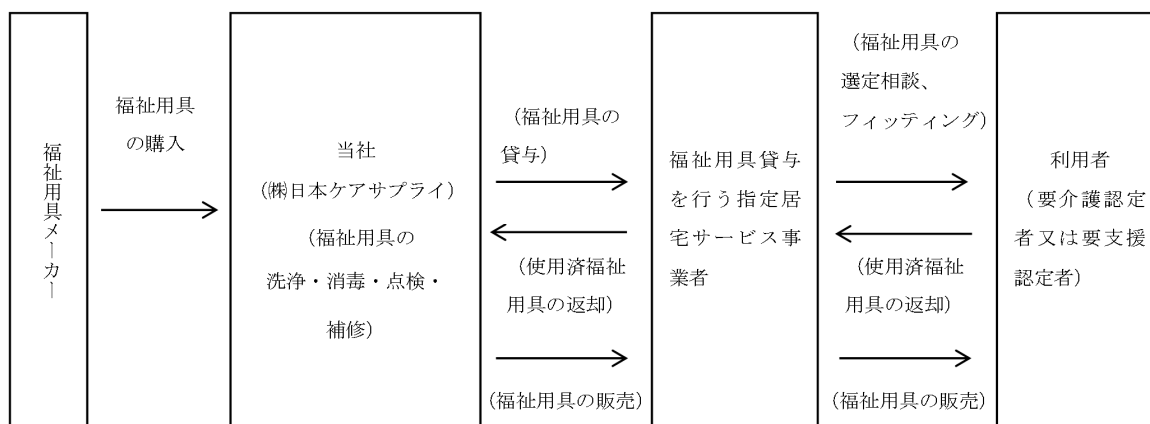 福祉用具メーカー
福祉用具
の購入
当社
（㈱日本ケアサプライ）
（福祉用具の
洗浄・消毒・点検・
補修）
（福祉用具の
貸与）
（使用済福祉
用具の返却）
（福祉用具の販売）
福祉用具貸与
を行う指定居
宅サービス事
業者
（福祉用具の
選定相談、
フィッティング）
（使用済福祉
用具の返却）
（福祉用具の販売）
利用者
（要介護認定
者又は要支援
認定者）